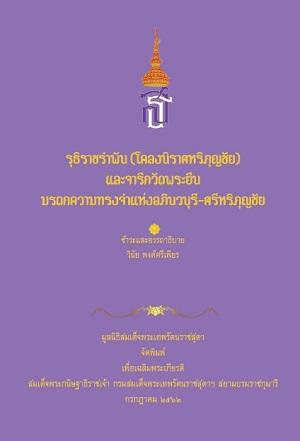 รุธิราชรำพัน (โคลงนิราศหริภุญชัย)
และจารึกวัดพระยืน
มรดกความทรงจำแห่งอภินวบุรี-ศรีหริภุญชัย
ชำระและอรรถาธิบาย
วินัย พงศ์ศรีเพียร
มูลนิธิสมเด็จพระเทพรัตนราชสุดา
จัดพิมพ์
เพื่อเฉลิมพระเกียรติ
สมเด็จพระกนิษฐาธิราชเจ้า กรมสมเด็จพระเทพรัตนราชสุดาฯ สยามบรมราชกุมารี
กรกฎาคม ๒๕๖๒